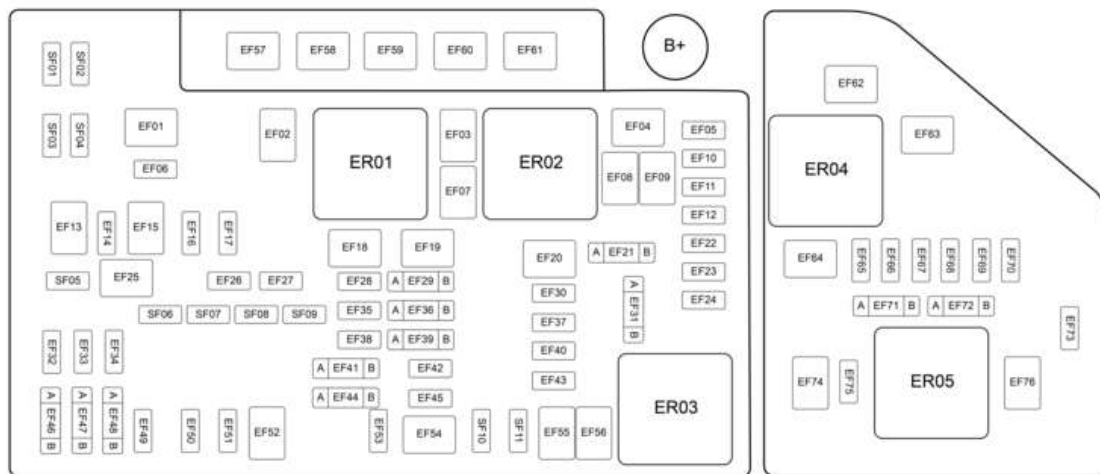 EF57 EF58 EF59 EF60 EF61 B+
SF01 SF02
EF62
SF03 SF04 EF01 EF02 EF03 EF04 EF05 EF63
EF06 ER01 ER02 EF10 ER04
EF07 EF08 EF09 EF11
EF12
EF13 EF14 EF15 EF16 EF17 EF18 EF19 EF20 A EF21 B EF22 EF64 EF65 EF66 EF67 EF68 EF69 EF70
SF05 EF25 EF26 EF27 EF28 A EF29 B EF23
EF30 A EF31 B EF24
SF06 SF07 SF08 SF09 EF35 A EF36 B EF37 A EF71 B A EF72 B EF73
EF32 EF33 EF34 EF38 A EF39 B EF40
A EF41 B EF42 EF43 EF74 EF75 ER05 EF76
A EF46 B A EF47 B A EF48 B A EF44 B EF45 ER03
EF49 EF50 EF51 EF52 EF53 EF54 SF10 SF11 EF55 EF56